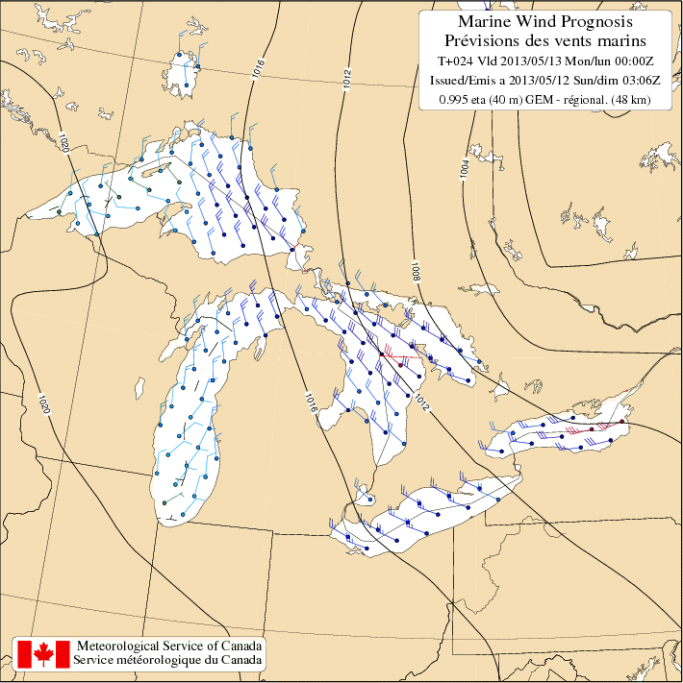 Marine Wind Prognosis
Prévisions des vents marins
T+024 Vld 2013/05/13 Mon/lun 00:00Z
Issued/Emis a 2013/05/12 Sun/dim 03:06Z
0.995 eta (40 m) GEM - régional. (48 km)
1016
1012
1020
1004
1008
1016
1012
1020
Meteorological Service of Canada
Service météorologique du Canada